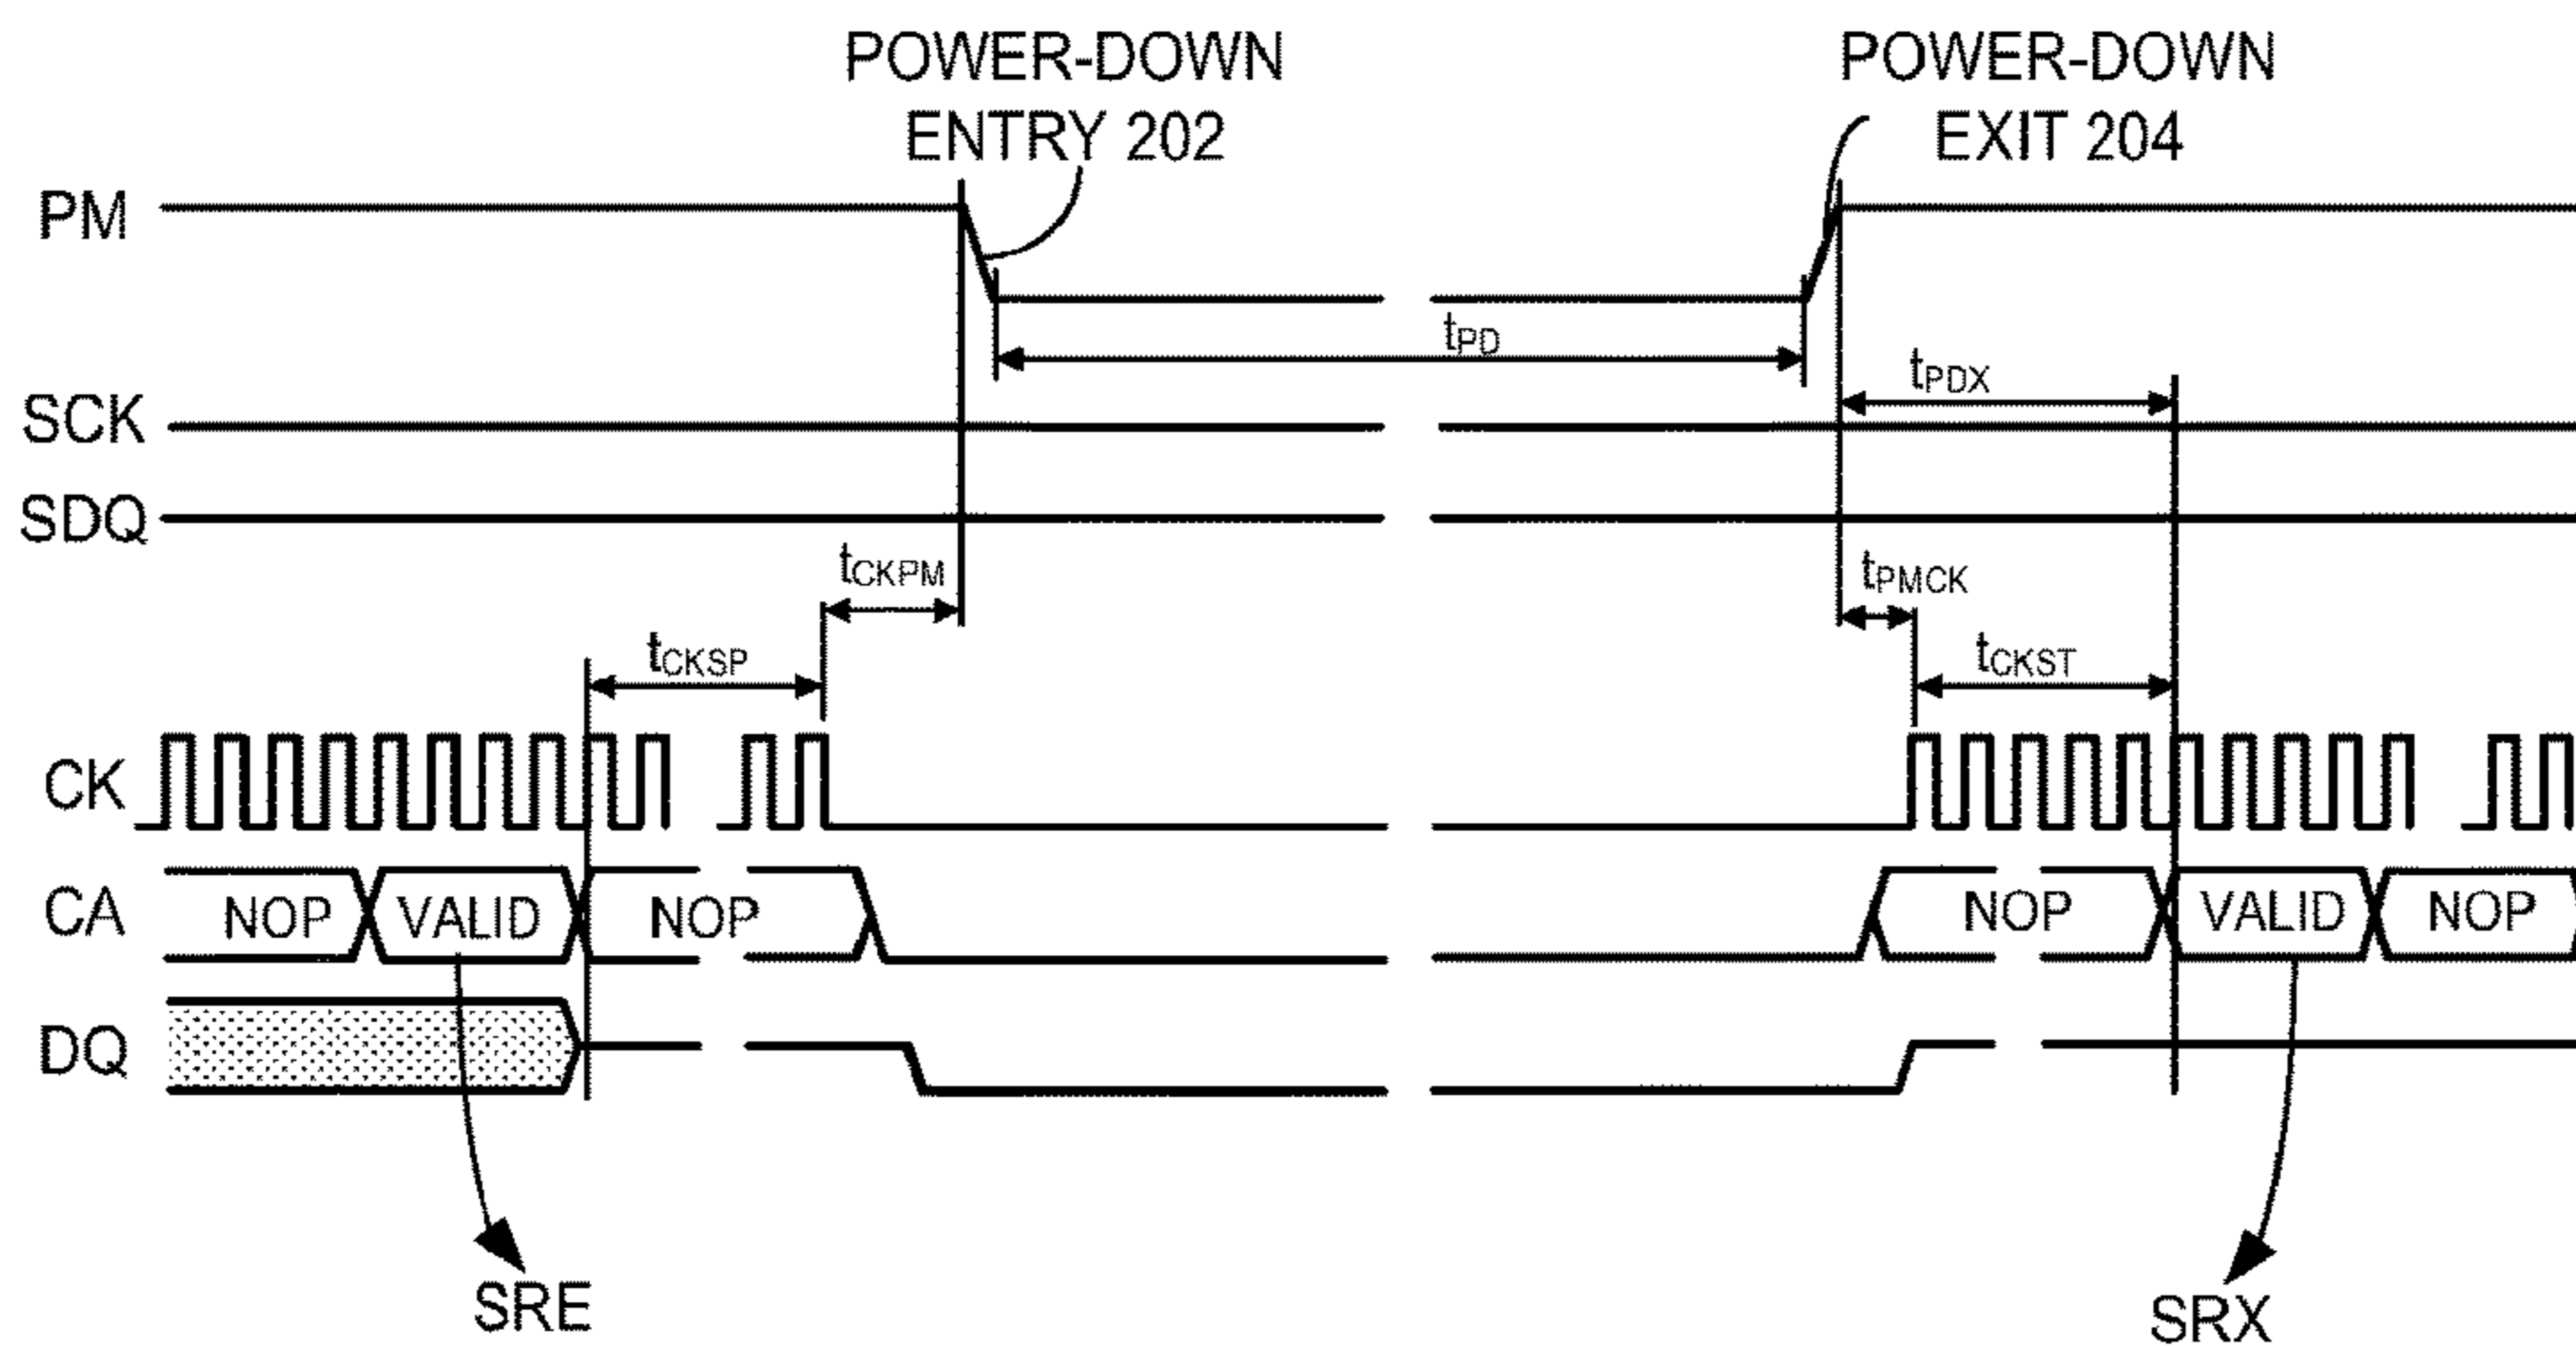 POWER-DOWN
ENTRY 202
POWER-DOWN
EXIT 204
PM
tPD
tPDX
SCK
SDQ
tCKPM
tPMCK
tCKSP
tCKST
CK
CA
NOP
VALID
NOP
NOP
VALID
NOP
DQ
SRE
SRX